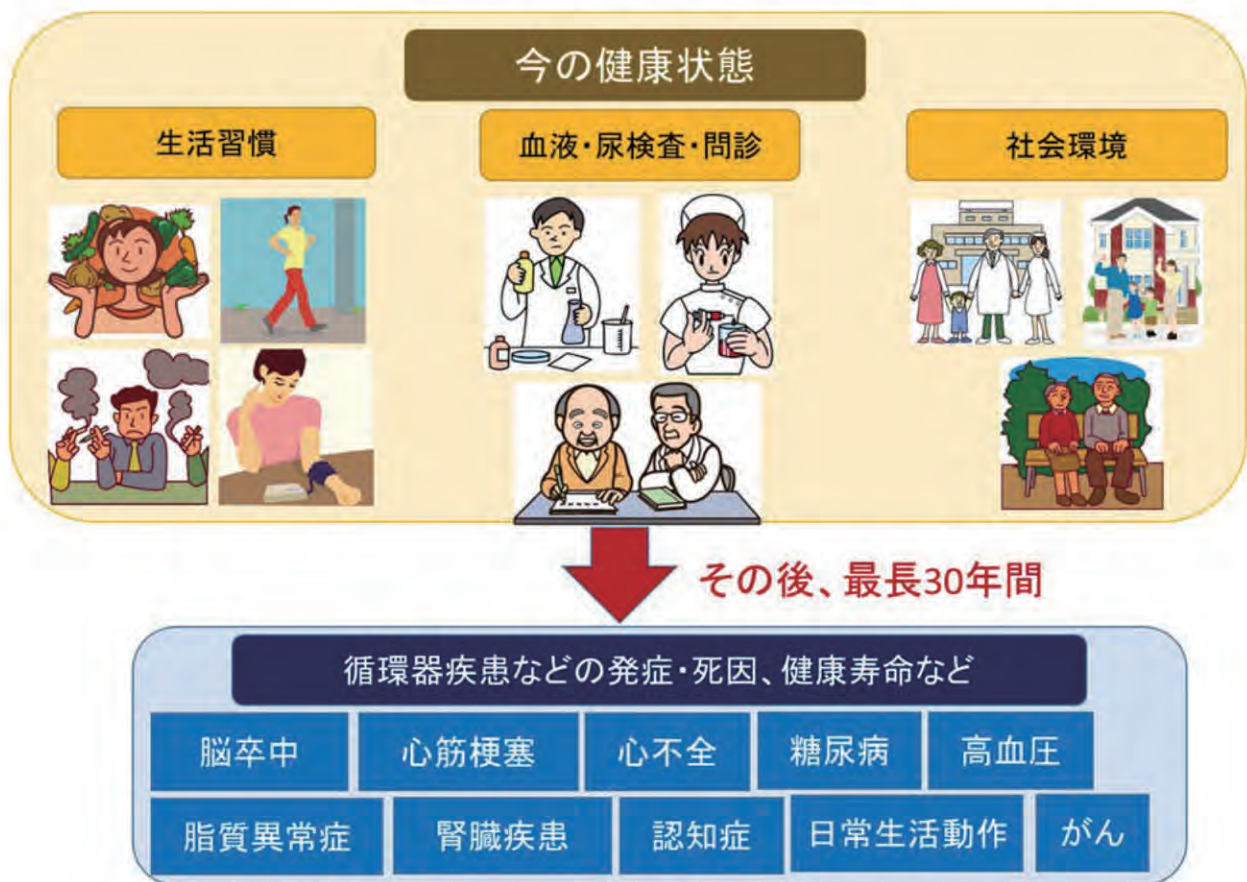 今の健康状態
生活習慣
血液・尿検査・問診
社会環境
その後、最長30年間
循環器疾患などの発症・死因、健康寿命など
脳卒中
心筋梗塞
心不全
糖尿病
高血圧
脂質異常症
腎臓疾患
認知症
日常生活動作
がん